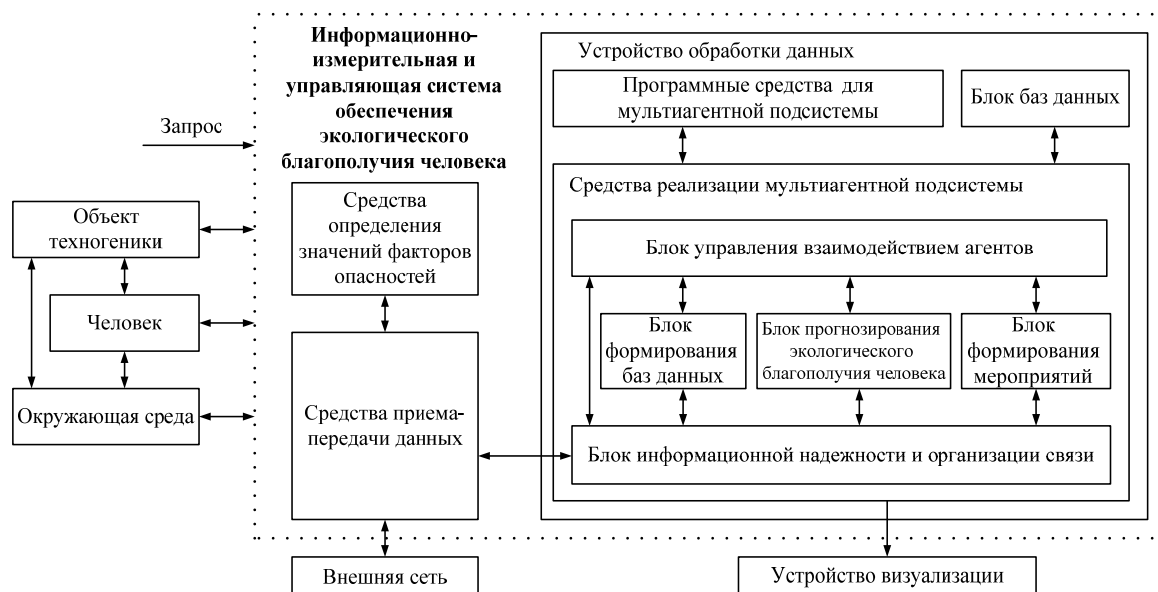 Запрос
Объект
техногеники
Человек
Окружающая среда
Информационно-
измерительная и
управляющая система
обеспечения
экологического
благополучия человека
Средства
определения
значений факторов
опасностей
Средства приема-
передачи данных
Внешняя сеть
Устройство обработки данных
Программные средства для
мультиагентной подсистемы
Блок баз данных
Средства реализации мультиагентной подсистемы
Блок управления взаимодействием агентов
Блок
формирования
баз данных
Блок прогнозирования
экологического
благополучия человека
Блок
формирования
мероприятий
Блок информационной надежности и организации связи
Устройство визуализации